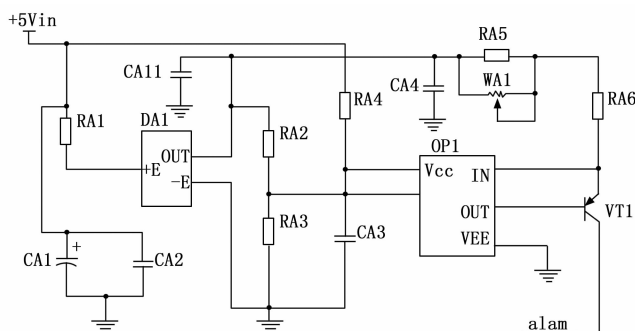 +5Vin
RA5
CA11
WA1
CA4
RA4
RA6
RA1
DA1
RA2
OP1
OUT
+E
Vcc
IN
-E
OUT
VT1
RA3
CA3
VEE
CA1
+
CA2
alam